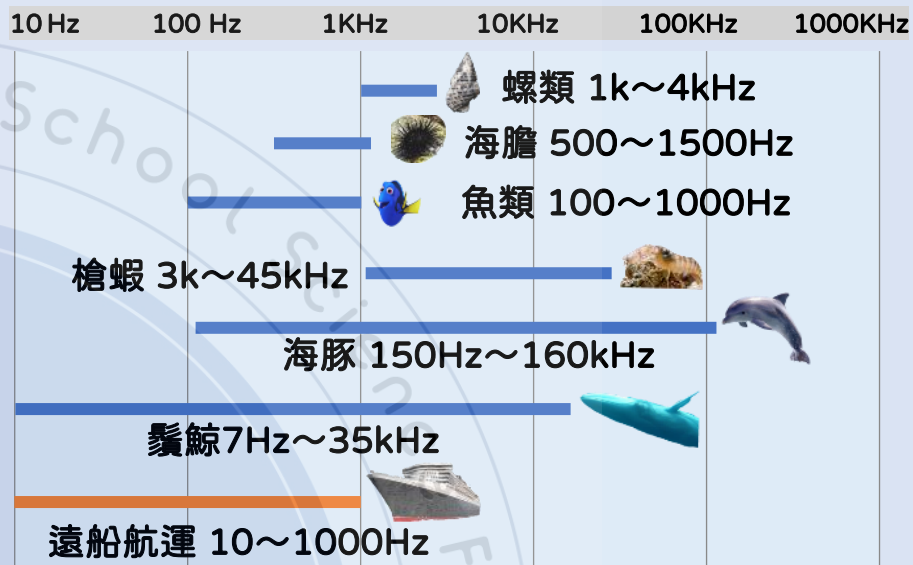 10 Hz 100 Hz 1KHz 10KHz 100KHz 1000KHz
螺類 1k～4kHz
海膽 500～1500Hz
魚類 100～1000Hz
槍蝦 3k～45kHz
海豚 150Hz～160kHz
鬚鯨7Hz～35kHz
遠船航運 10～1000Hz
School Science F